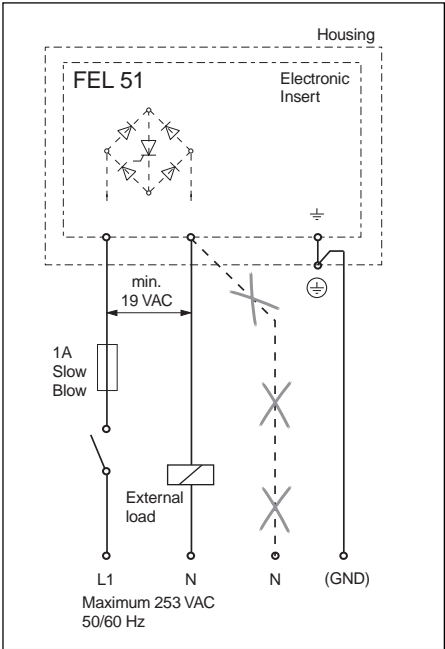 Housing
FEL 51
Electronic
Insert
min.
19 VAC
1A
Slow
Blow
External
load
L1
N
N
(GND)
Maximum 253 VAC
50/60 Hz